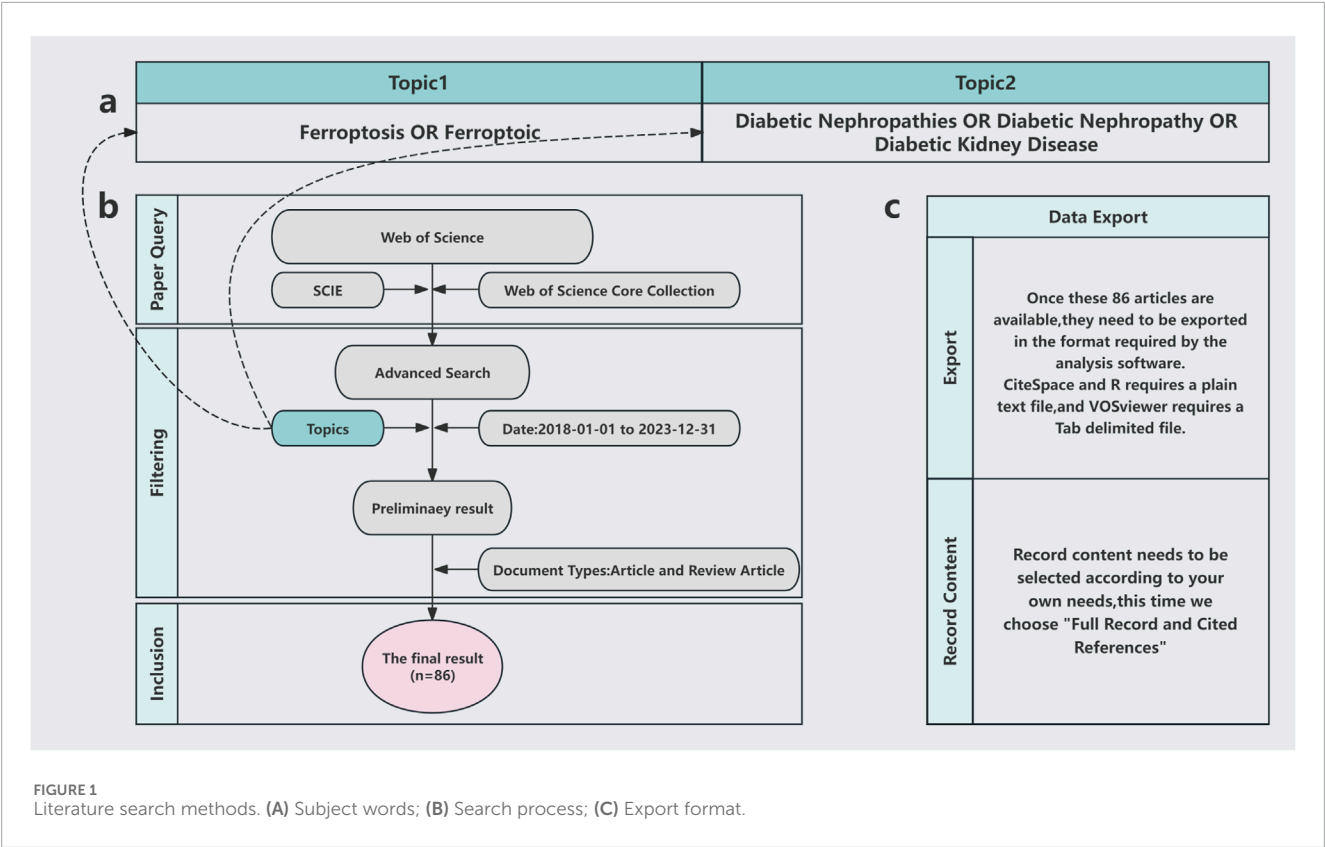 a
Topic1
Topic2
Ferroptosis OR Ferroptoic
Diabetic Nephropathies OR Diabetic Nephropathy OR
Diabetic Kidney Disease
b
Paper Query
Web of Science
SCIE
Web of Science Core Collection
Filtering
Advanced Search
Topics
Date:2018-01-01 to 2023-12-31
Preliminaey result
Document Types:Article and Review Article
Inclusion
The final result
(n=86)
c
Data Export
Export
Once these 86 articles are
available,they need to be exported
in the format required by the
analysis software.
CiteSpace and R requires a plain
text file,and VOSviewer requires a
Tab delimited file.
Record Content
Record content needs to be
selected according to your
own needs,this time we
choose "Full Record and Cited
References"
FIGURE 1
Literature search methods. (A) Subject words; (B) Search process; (C) Export format.